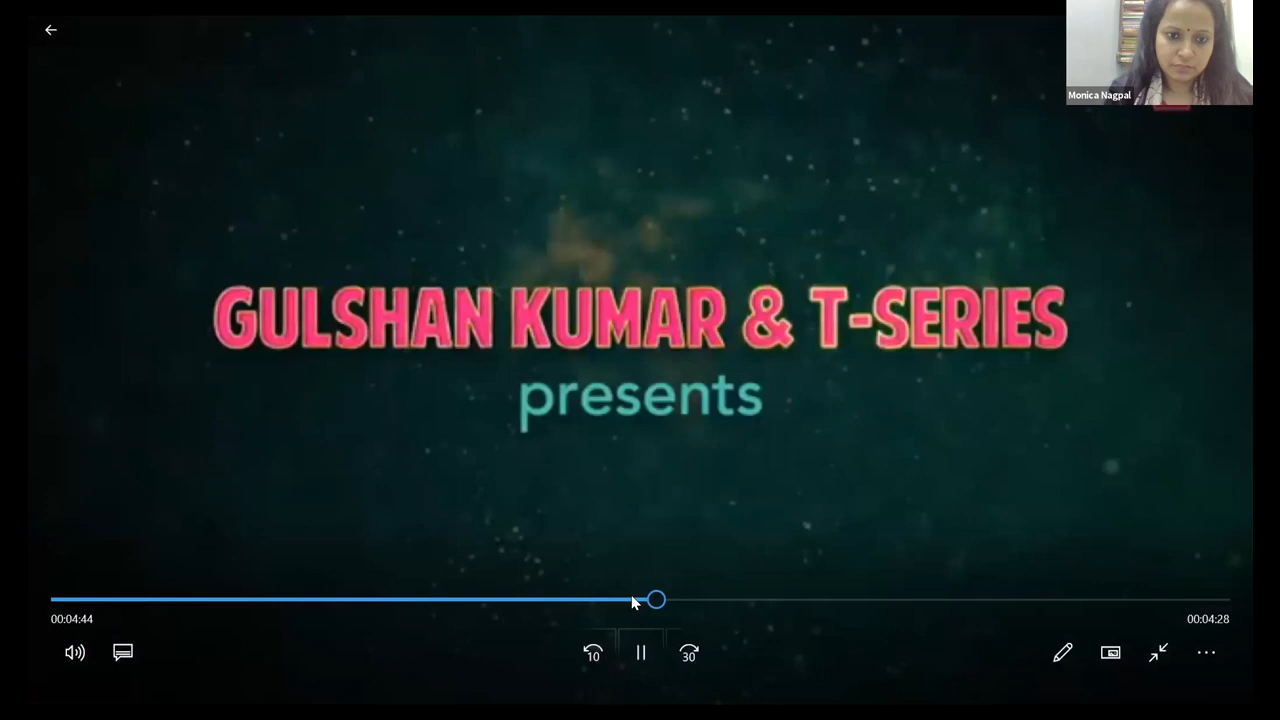 Monica Nagpal
GULSHAN KUMAR & T-SERIES
presents
00:04:44
00:04:28
10
30